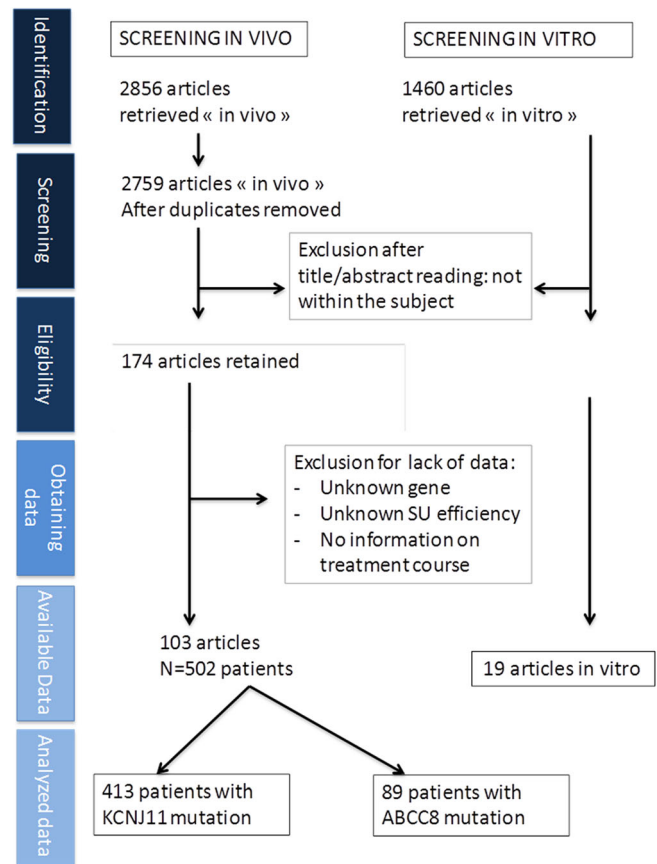 Identification
SCREENING IN VIVO
SCREENING IN VITRO
2856 articles
retrieved « in vivo »
1460 articles
retrieved « in vitro »
Screening
2759 articles « in vivo »
After duplicates removed
Exclusion after
title/abstract reading: not
within the subject
Eligibility
174 articles retained
Obtaining
data
Exclusion for lack of data:
- Unknown gene
- Unknown SU efficiency
- No information on
treatment course
Available Data
103 articles
N=502 patients
19 articles in vitro
Analyzed data
413 patients with
KCNJ11 mutation
89 patients with
ABCC8 mutation